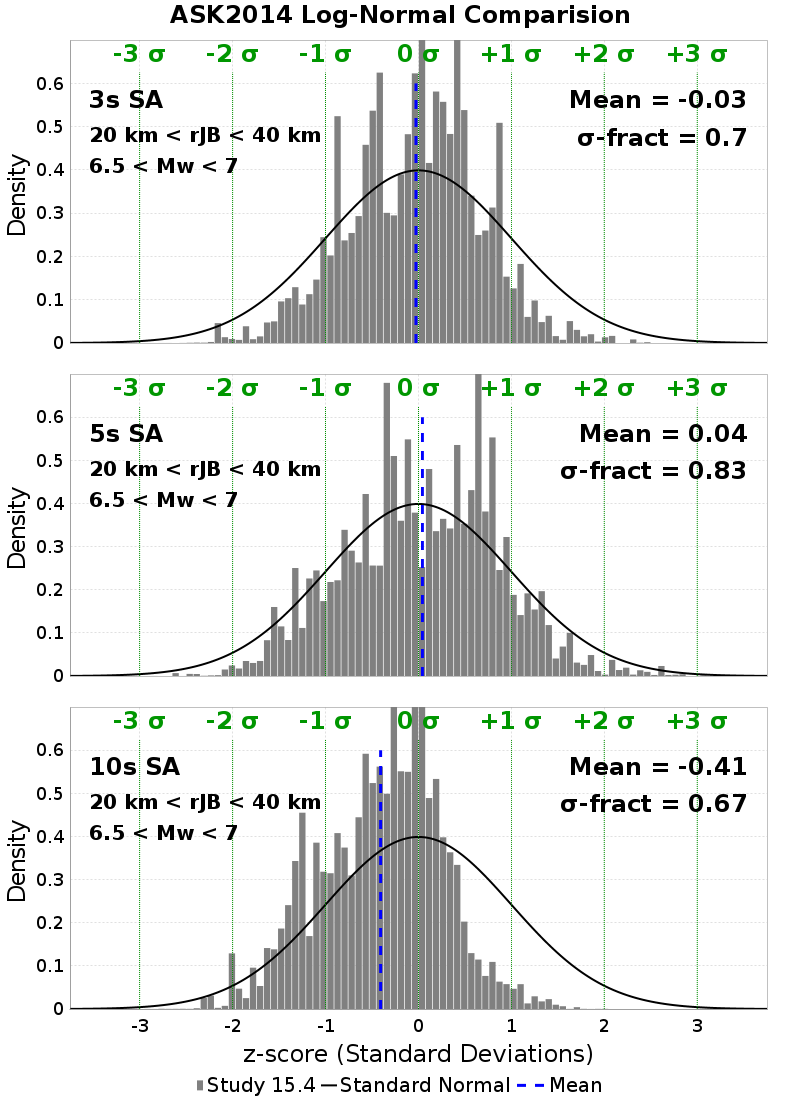 ASK2014 Log-Normal Comparision
-3 σ -2 σ -1 σ 0 σ +1 σ +2 σ +3 σ
3s SA
20 km < rJB < 40 km
6.5 < Mw < 7
Mean = -0.03
σ-fract = 0.7
Density
0.6
0.5
0.4
0.3
0.2
0.1
0
-3 σ -2 σ -1 σ 0 σ +1 σ +2 σ +3 σ
5s SA
20 km < rJB < 40 km
6.5 < Mw < 7
Mean = 0.04
σ-fract = 0.83
Density
0.6
0.5
0.4
0.3
0.2
0.1
0
-3 σ -2 σ -1 σ 0 σ +1 σ +2 σ +3 σ
10s SA
20 km < rJB < 40 km
6.5 < Mw < 7
Mean = -0.41
σ-fract = 0.67
Density
0.6
0.5
0.4
0.3
0.2
0.1
0
-3 -2 -1 0 1 2 3
z-score (Standard Deviations)
Study 15.4 Standard Normal Mean